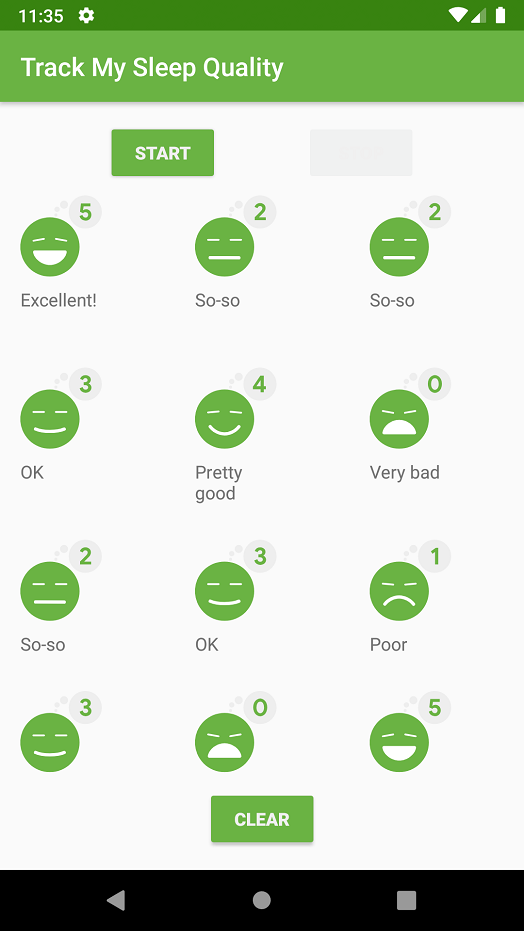 11:35
Track My Sleep Quality
START STOP
5 2 2
Excellent! So-so So-so
3 4 0
OK Pretty good Very bad
2 3 1
So-so OK Poor
3 0 5
CLEAR